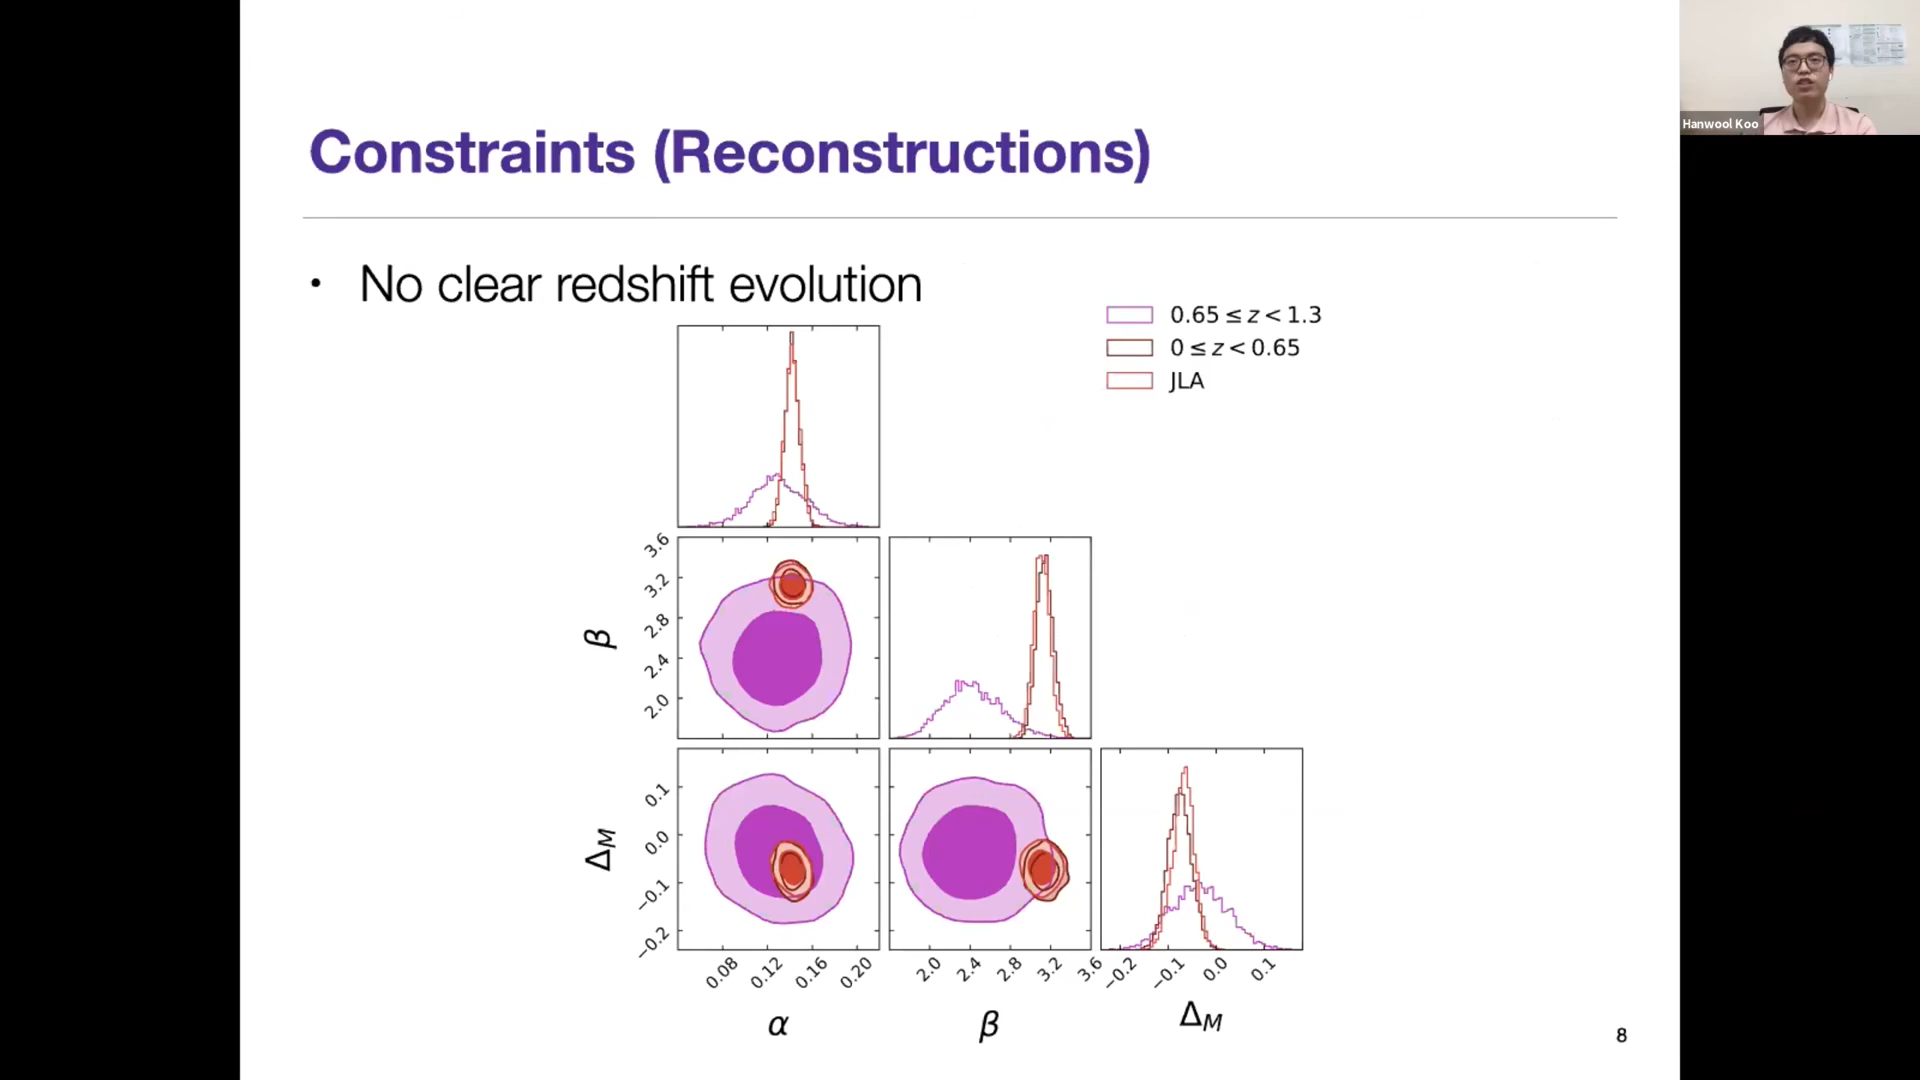 Hanwool Koo
Constraints (Reconstructions)
• No clear redshift evolution
0.65 ≤ z < 1.3
0 ≤ z < 0.65
JLA
3.6
3.2
2.8
2.4
2.0
β
0.1
0.0
−0.1
−0.2
Δ_M
0.08 0.12 0.16 0.20
2.0 2.4 2.8 3.2 3.6
−0.2 −0.1 0.0 0.1
α
β
Δ_M
8